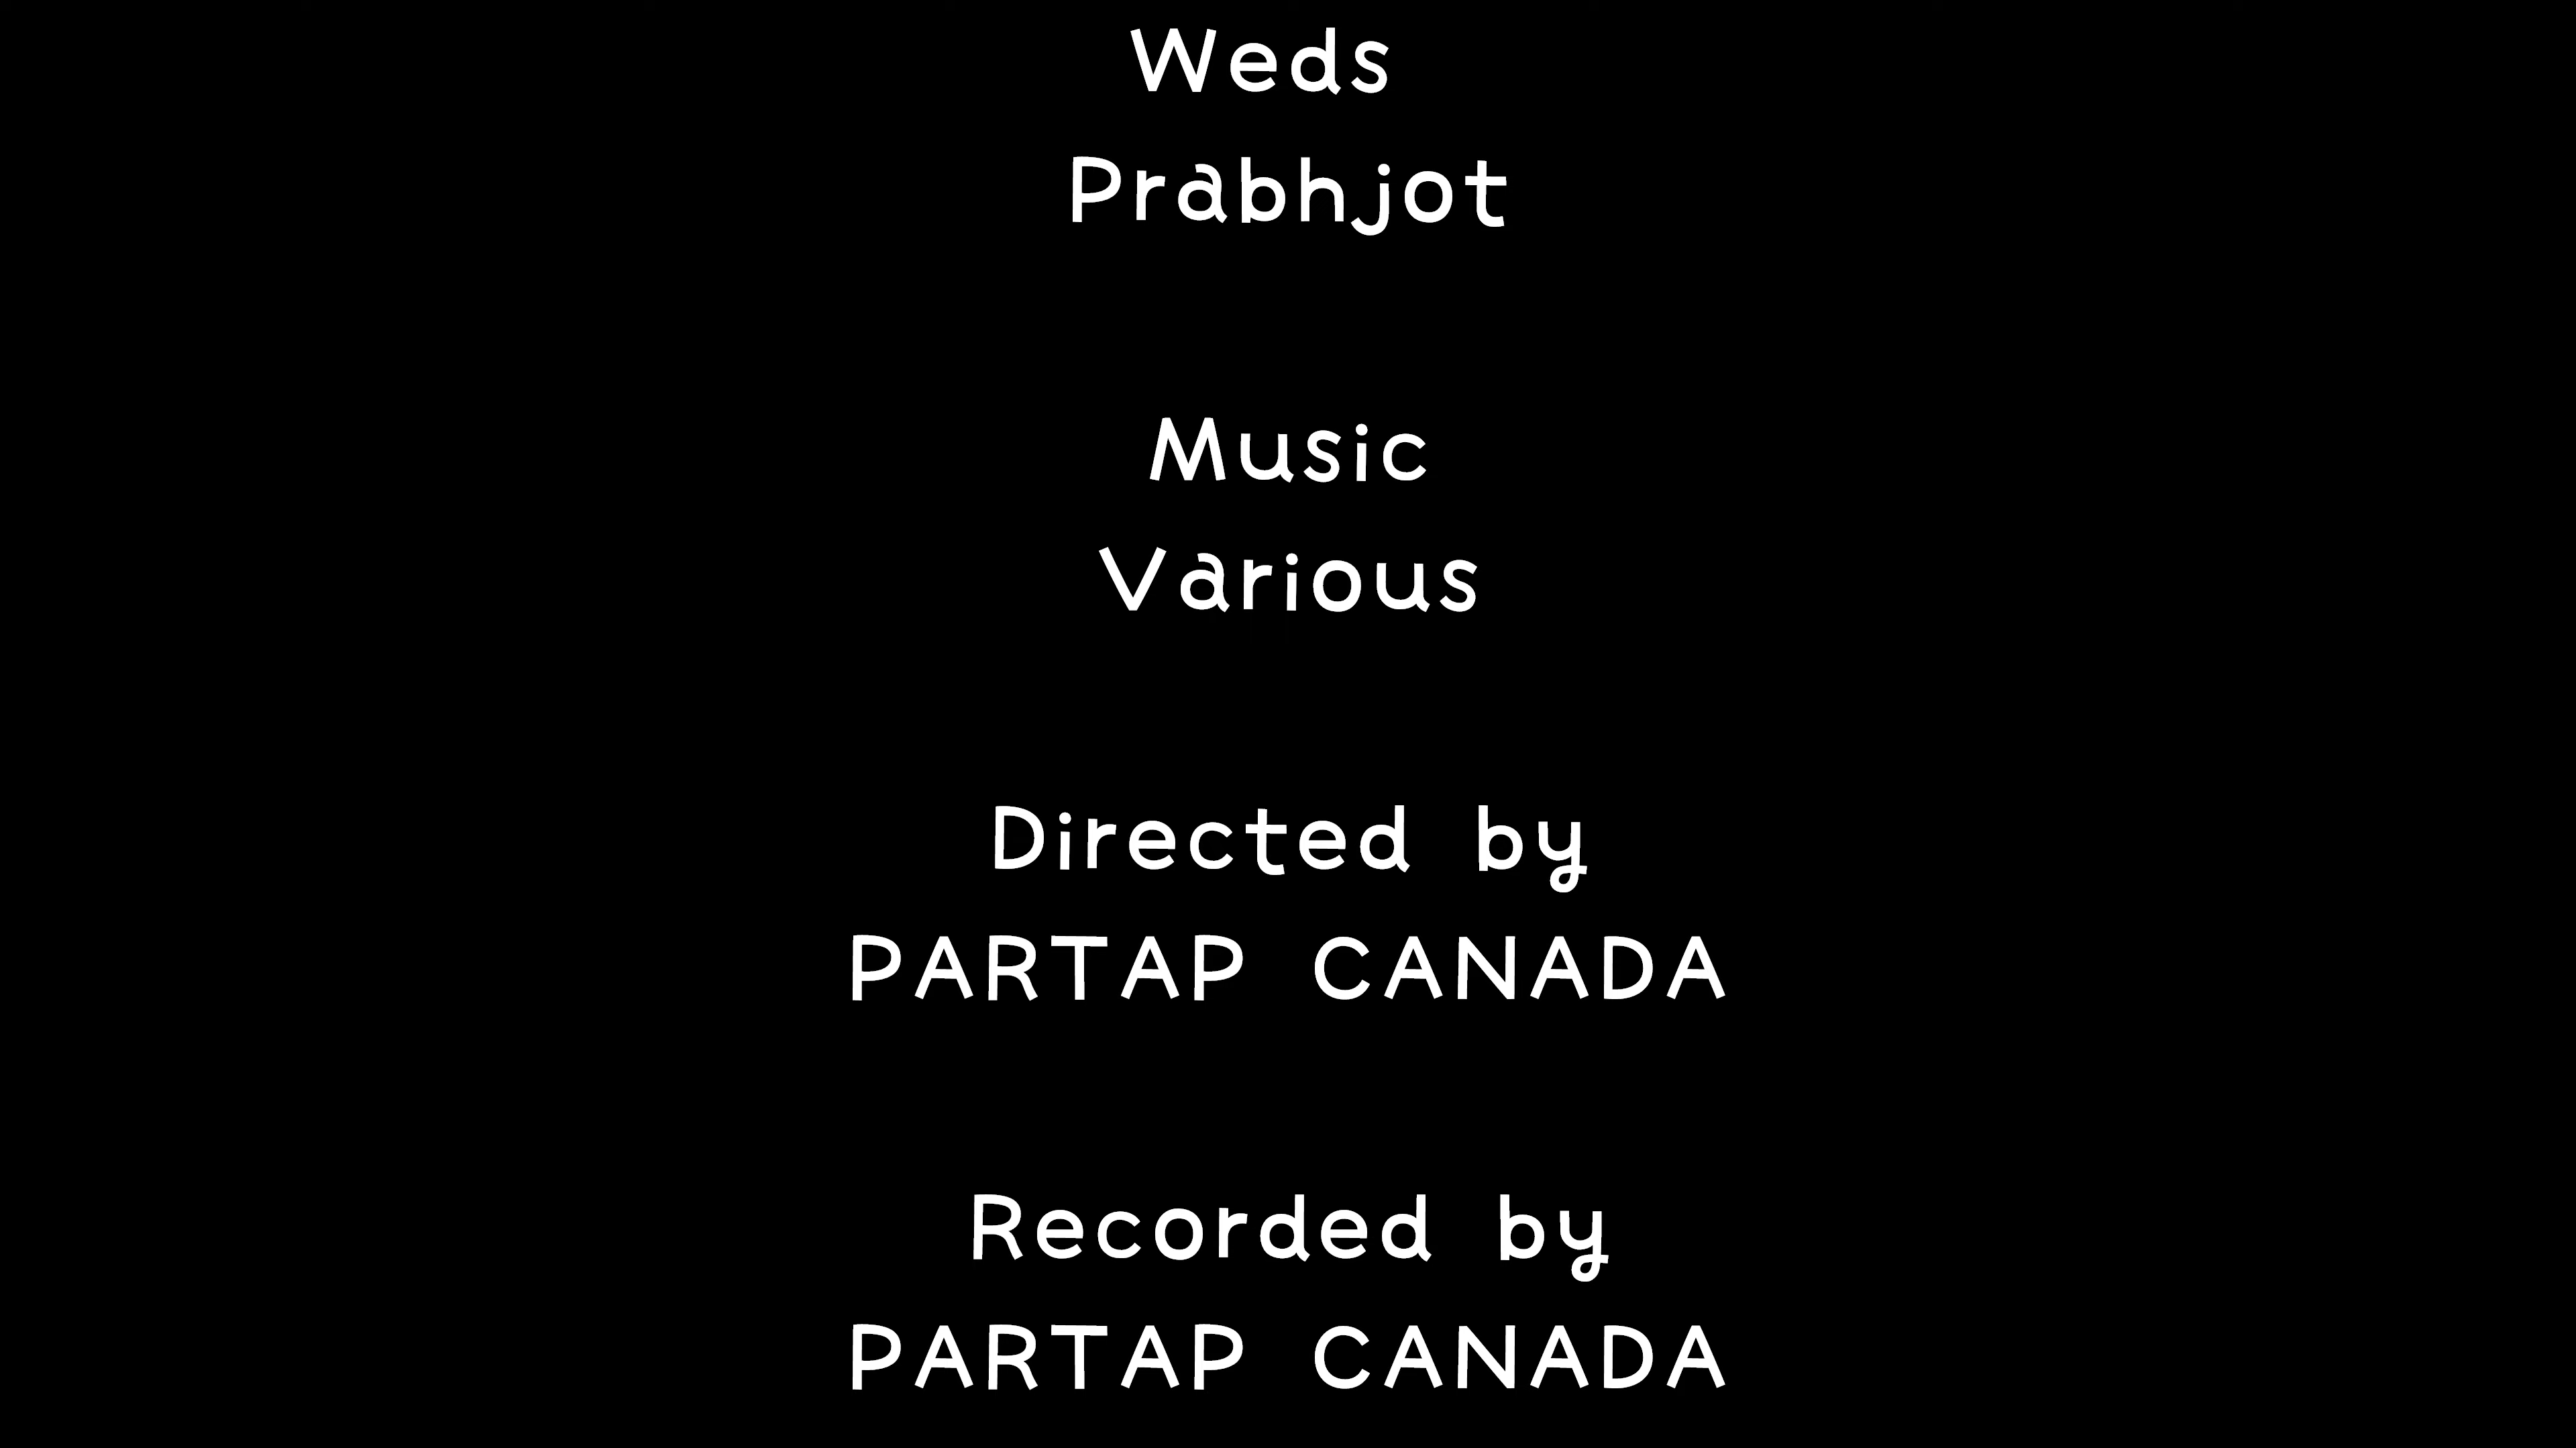 Weds
Prabhjot
Music
Various
Directed by
PARTAP CANADA
Recorded by
PARTAP CANADA